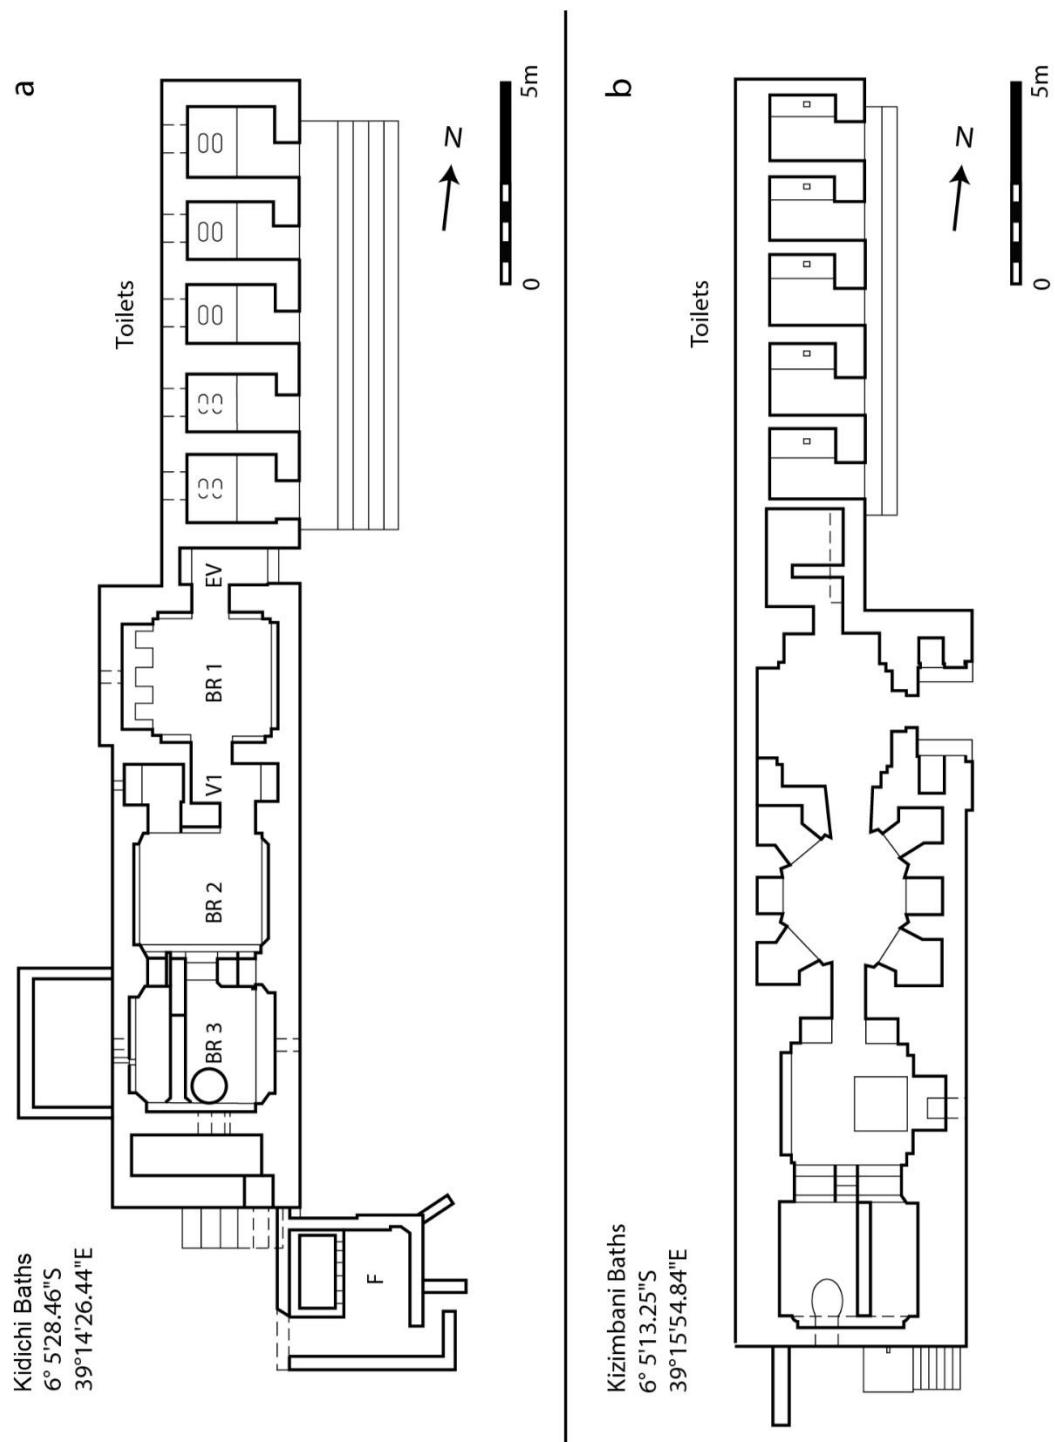 a
Kidichi Baths
6° 5'28.46"S
39°14'26.44"E
Toilets
F
BR 3
BR 2
V1
BR 1
EV
N
0
5m
b
Kizimbani Baths
6° 5'13.25"S
39°15'54.84"E
Toilets
N
0
5m